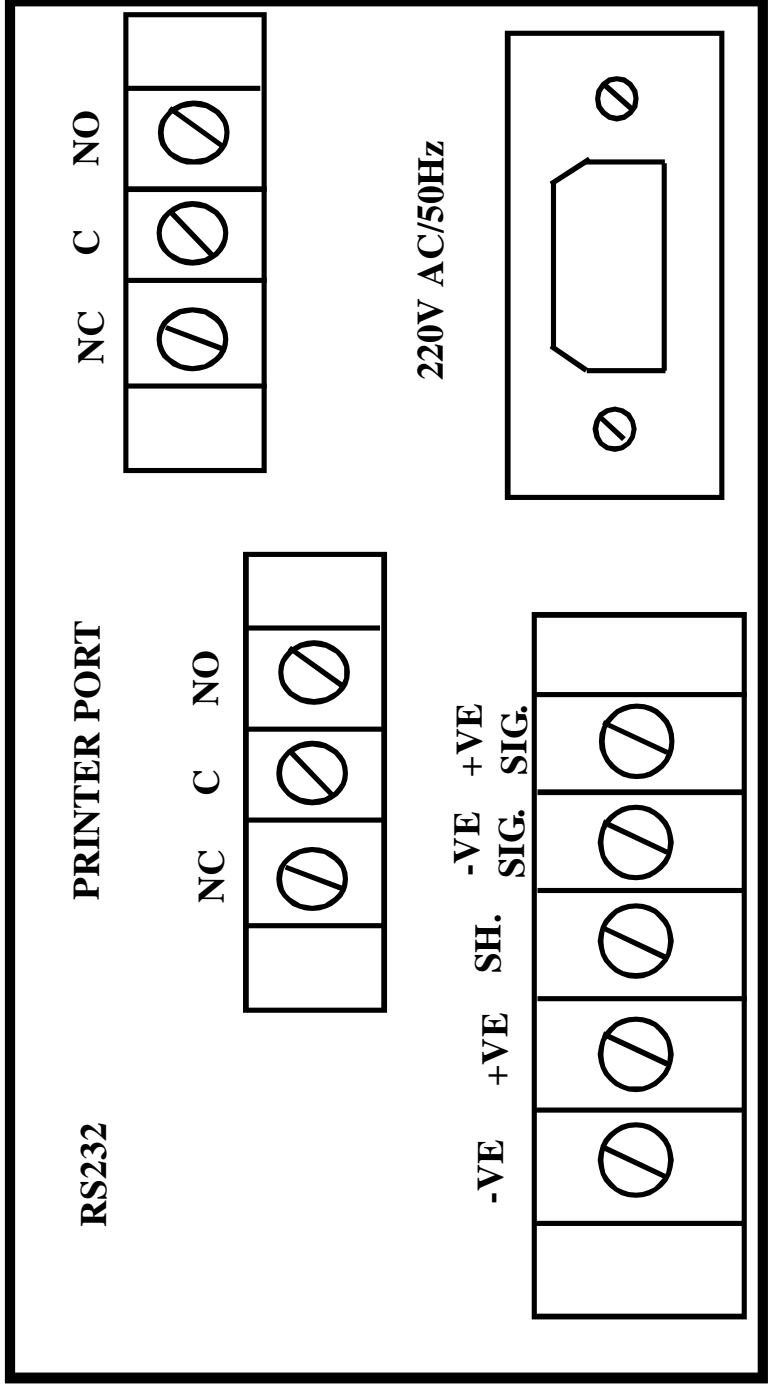 RS232
PRINTER PORT
NC C NO
NC C NO
220V AC/50Hz
-VE
+VE
SH.
-VE
SIG.
+VE
SIG.